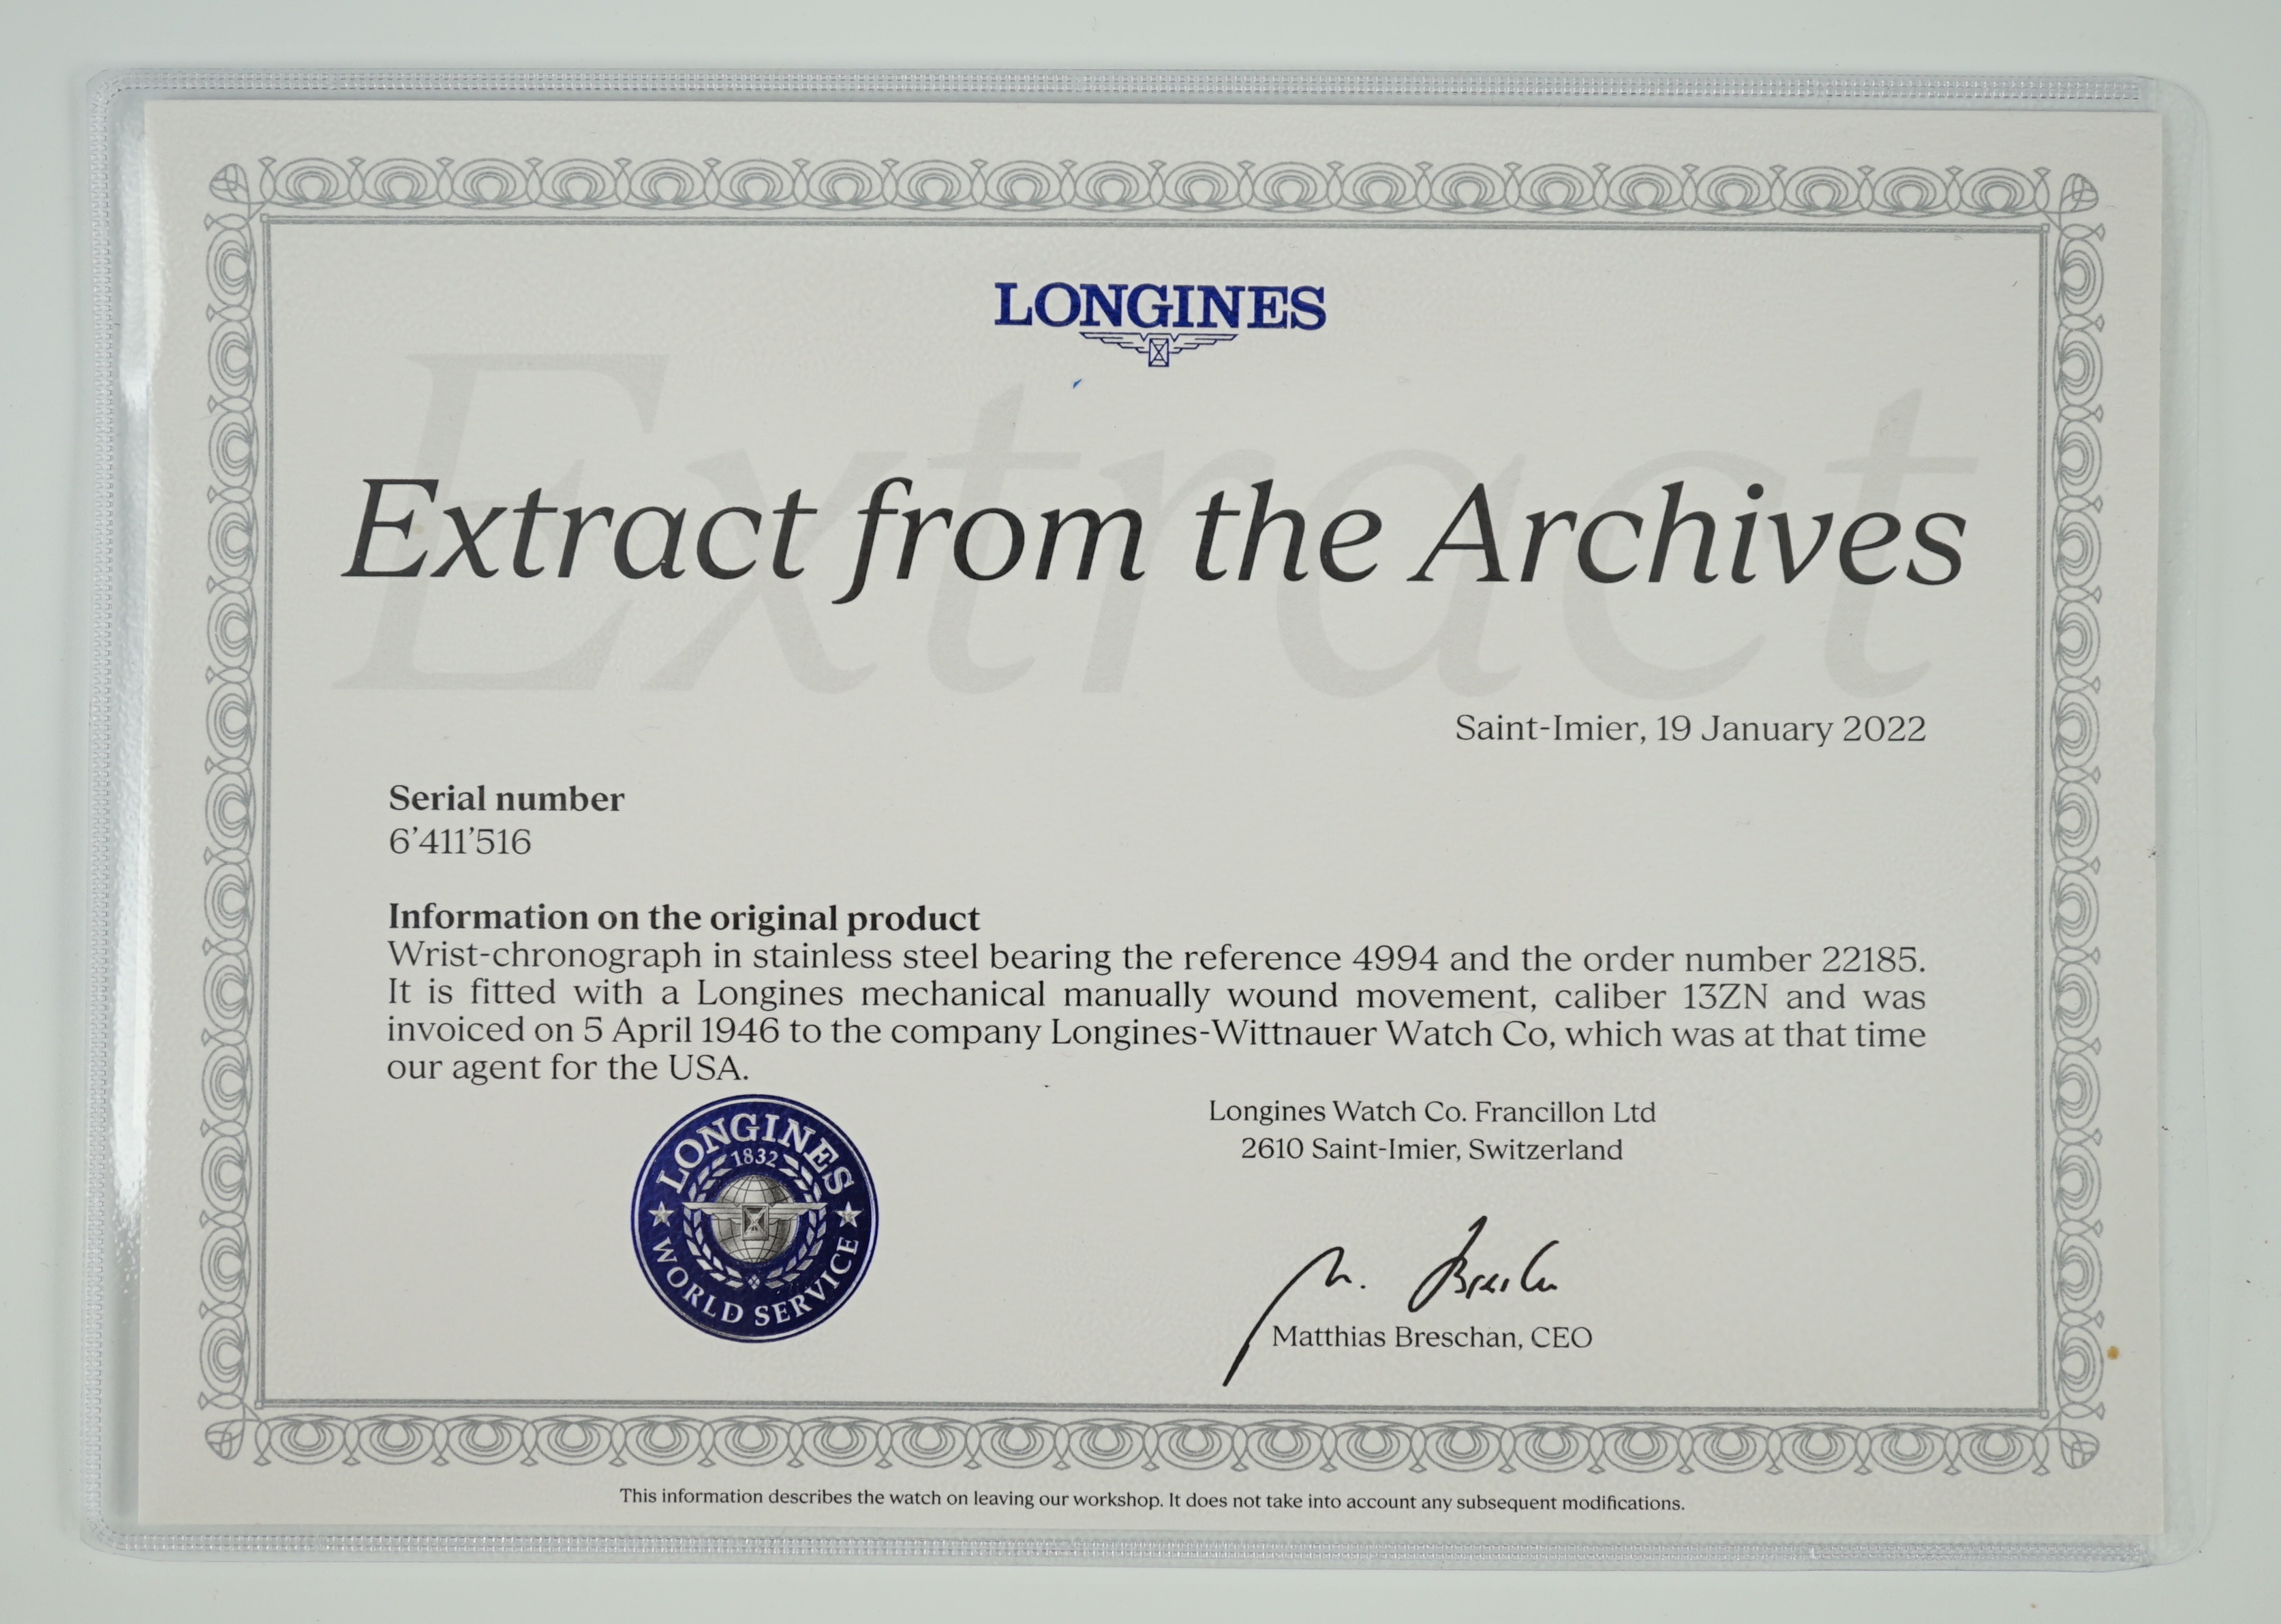 LONGINES
Extract
Extract from the Archives
Saint-Imier, 19 January 2022
Serial number
6’411’516
Information on the original product
Wrist-chronograph in stainless steel bearing the reference 4994 and the order number 22185.
It is fitted with a Longines mechanical manually wound movement, caliber 13ZN and was
invoiced on 5 April 1946 to the company Longines-Wittnauer Watch Co, which was at that time
our agent for the USA.
LONGINES
1832
WORLD SERVICE
Longines Watch Co. Francillon Ltd
2610 Saint-Imier, Switzerland
M. Breschan
Matthias Breschan, CEO
This information describes the watch on leaving our workshop. It does not take into account any subsequent modifications.